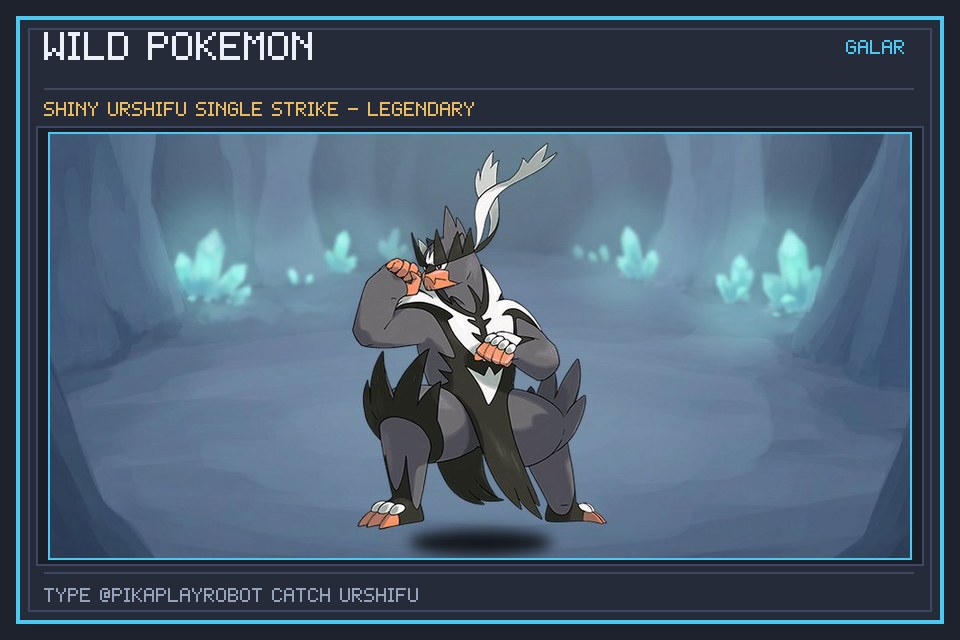 WILD POKEMON
GALAR
SHINY URSHIFU SINGLE STRIKE - LEGENDARY
TYPE @PIKAPLAYROBOT CATCH URSHIFU